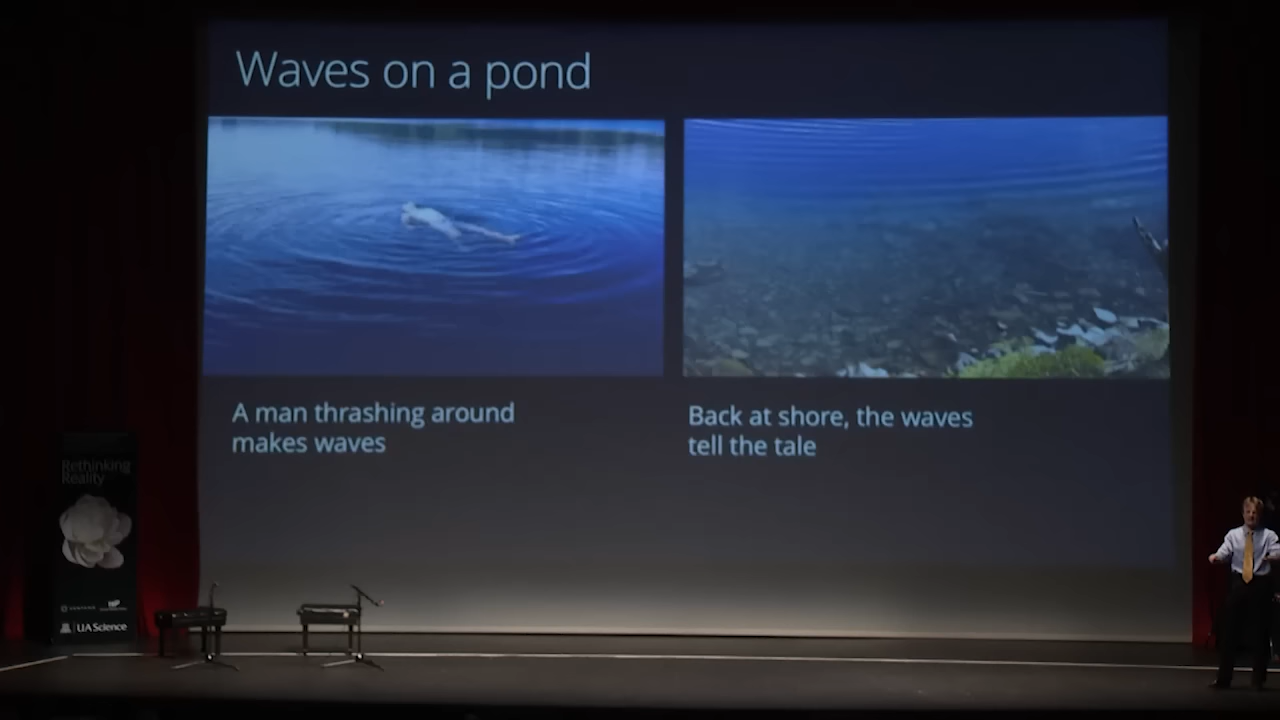 Waves on a pond
A man thrashing around
makes waves
Back at shore, the waves
tell the tale
Rethinking
Reality
UA Science